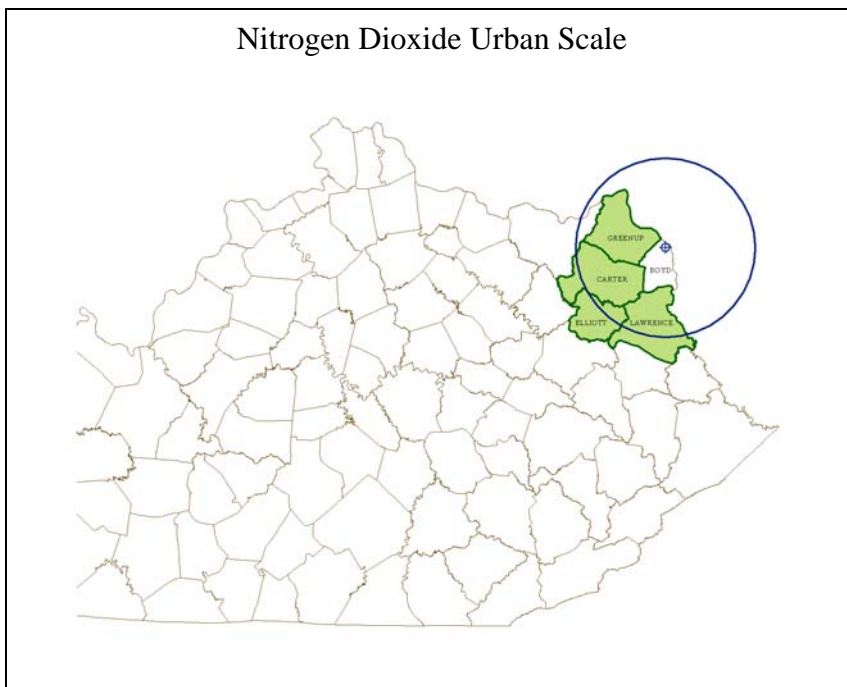 Nitrogen Dioxide Urban Scale
GREENUP
BOYD
CARTER
ELLIOTT
LAWRENCE